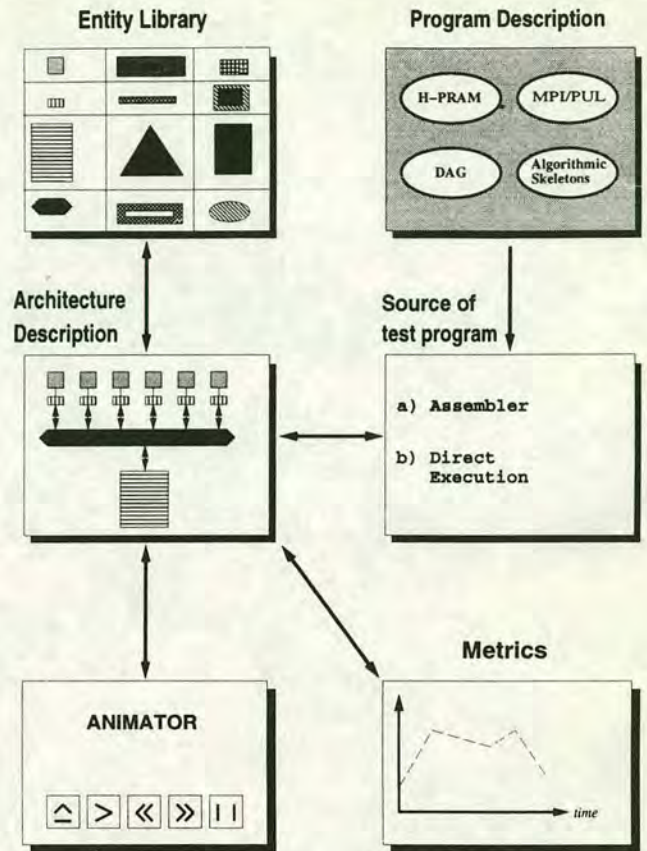 Entity Library
Program Description
H-PRAM
MPI/PUL
DAG
Algorithmic
Skeletons
Architecture
Description
Source of
test program
a) Assembler
b) Direct
Execution
Metrics
ANIMATOR
time